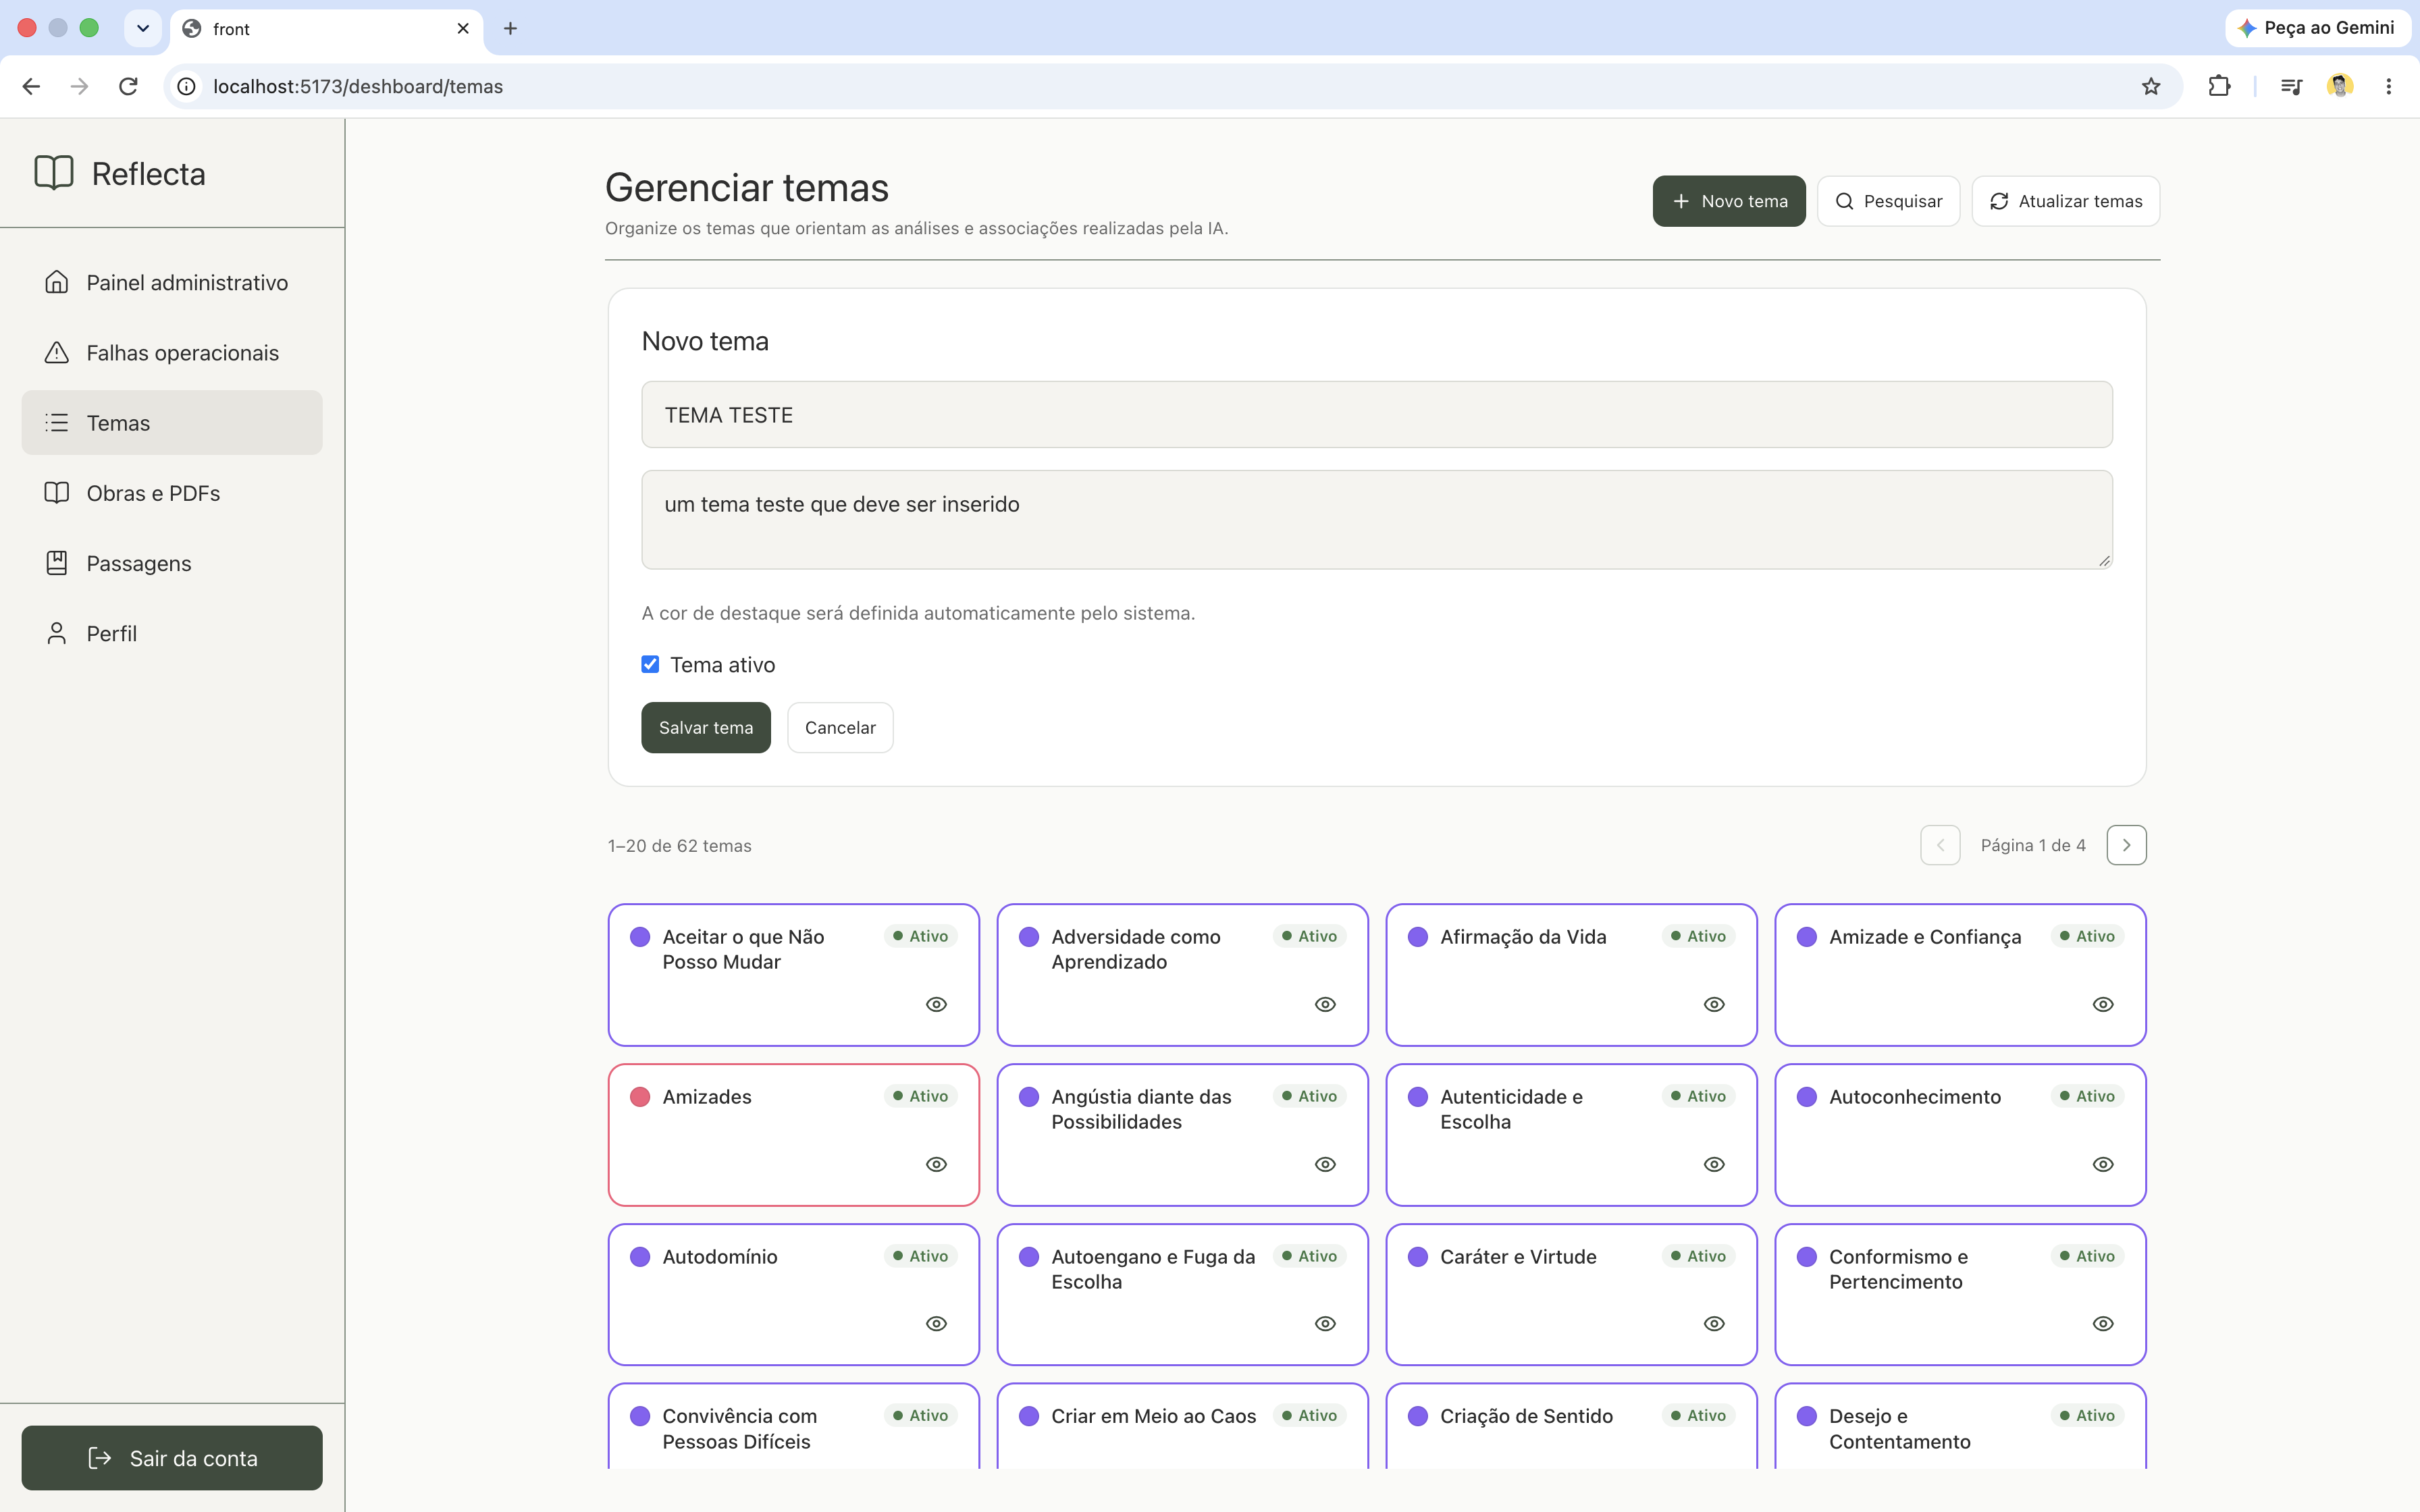 front
Peça ao Gemini
localhost:5173/deshboard/temas
Reflecta
Painel administrativo
Falhas operacionais
Temas
Obras e PDFs
Passagens
Perfil
Sair da conta
Gerenciar temas
Organize os temas que orientam as análises e associações realizadas pela IA.
Novo tema
Pesquisar
Atualizar temas
Novo tema
TEMA TESTE
um tema teste que deve ser inserido
A cor de destaque será definida automaticamente pelo sistema.
Tema ativo
Salvar tema
Cancelar
1–20 de 62 temas
Página 1 de 4
Aceitar o que Não
Posso Mudar
Ativo
Adversidade como
Aprendizado
Ativo
Afirmação da Vida
Ativo
Amizade e Confiança
Ativo
Amizades
Ativo
Angústia diante das
Possibilidades
Ativo
Autenticidade e
Escolha
Ativo
Autoconhecimento
Ativo
Autodomínio
Ativo
Autoengano e Fuga da
Escolha
Ativo
Caráter e Virtude
Ativo
Conformismo e
Pertencimento
Ativo
Convivência com
Pessoas Difíceis
Ativo
Criar em Meio ao Caos
Ativo
Criação de Sentido
Ativo
Desejo e
Contentamento
Ativo